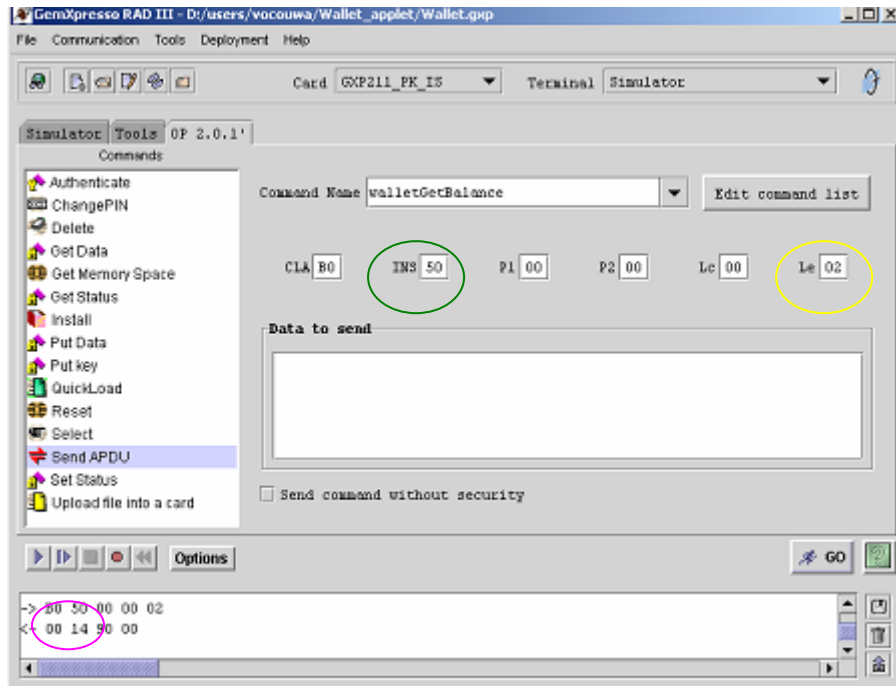 GemXpresso RAD III - D:/users/vocouwa/Wallet_applet/Wallet.gxp
File Communication Tools Deployment Help
Card GXP211_PK_IS Terminal Simulator
Simulator Tools OP 2.0.1'
Commands
Authenticate
ChangePIN
Delete
Get Data
Get Memory Space
Get Status
Install
Put Data
Put key
QuickLoad
Reset
Select
Send APDU
Set Status
Upload file into a card
Command Name walletGetBalance Edit command list
CLA B0 INS 50 P1 00 P2 00 Lc 00 Le 02
Data to send
Send command without security
Options GO
-> B0 50 00 00 02
<- 00 14 90 00